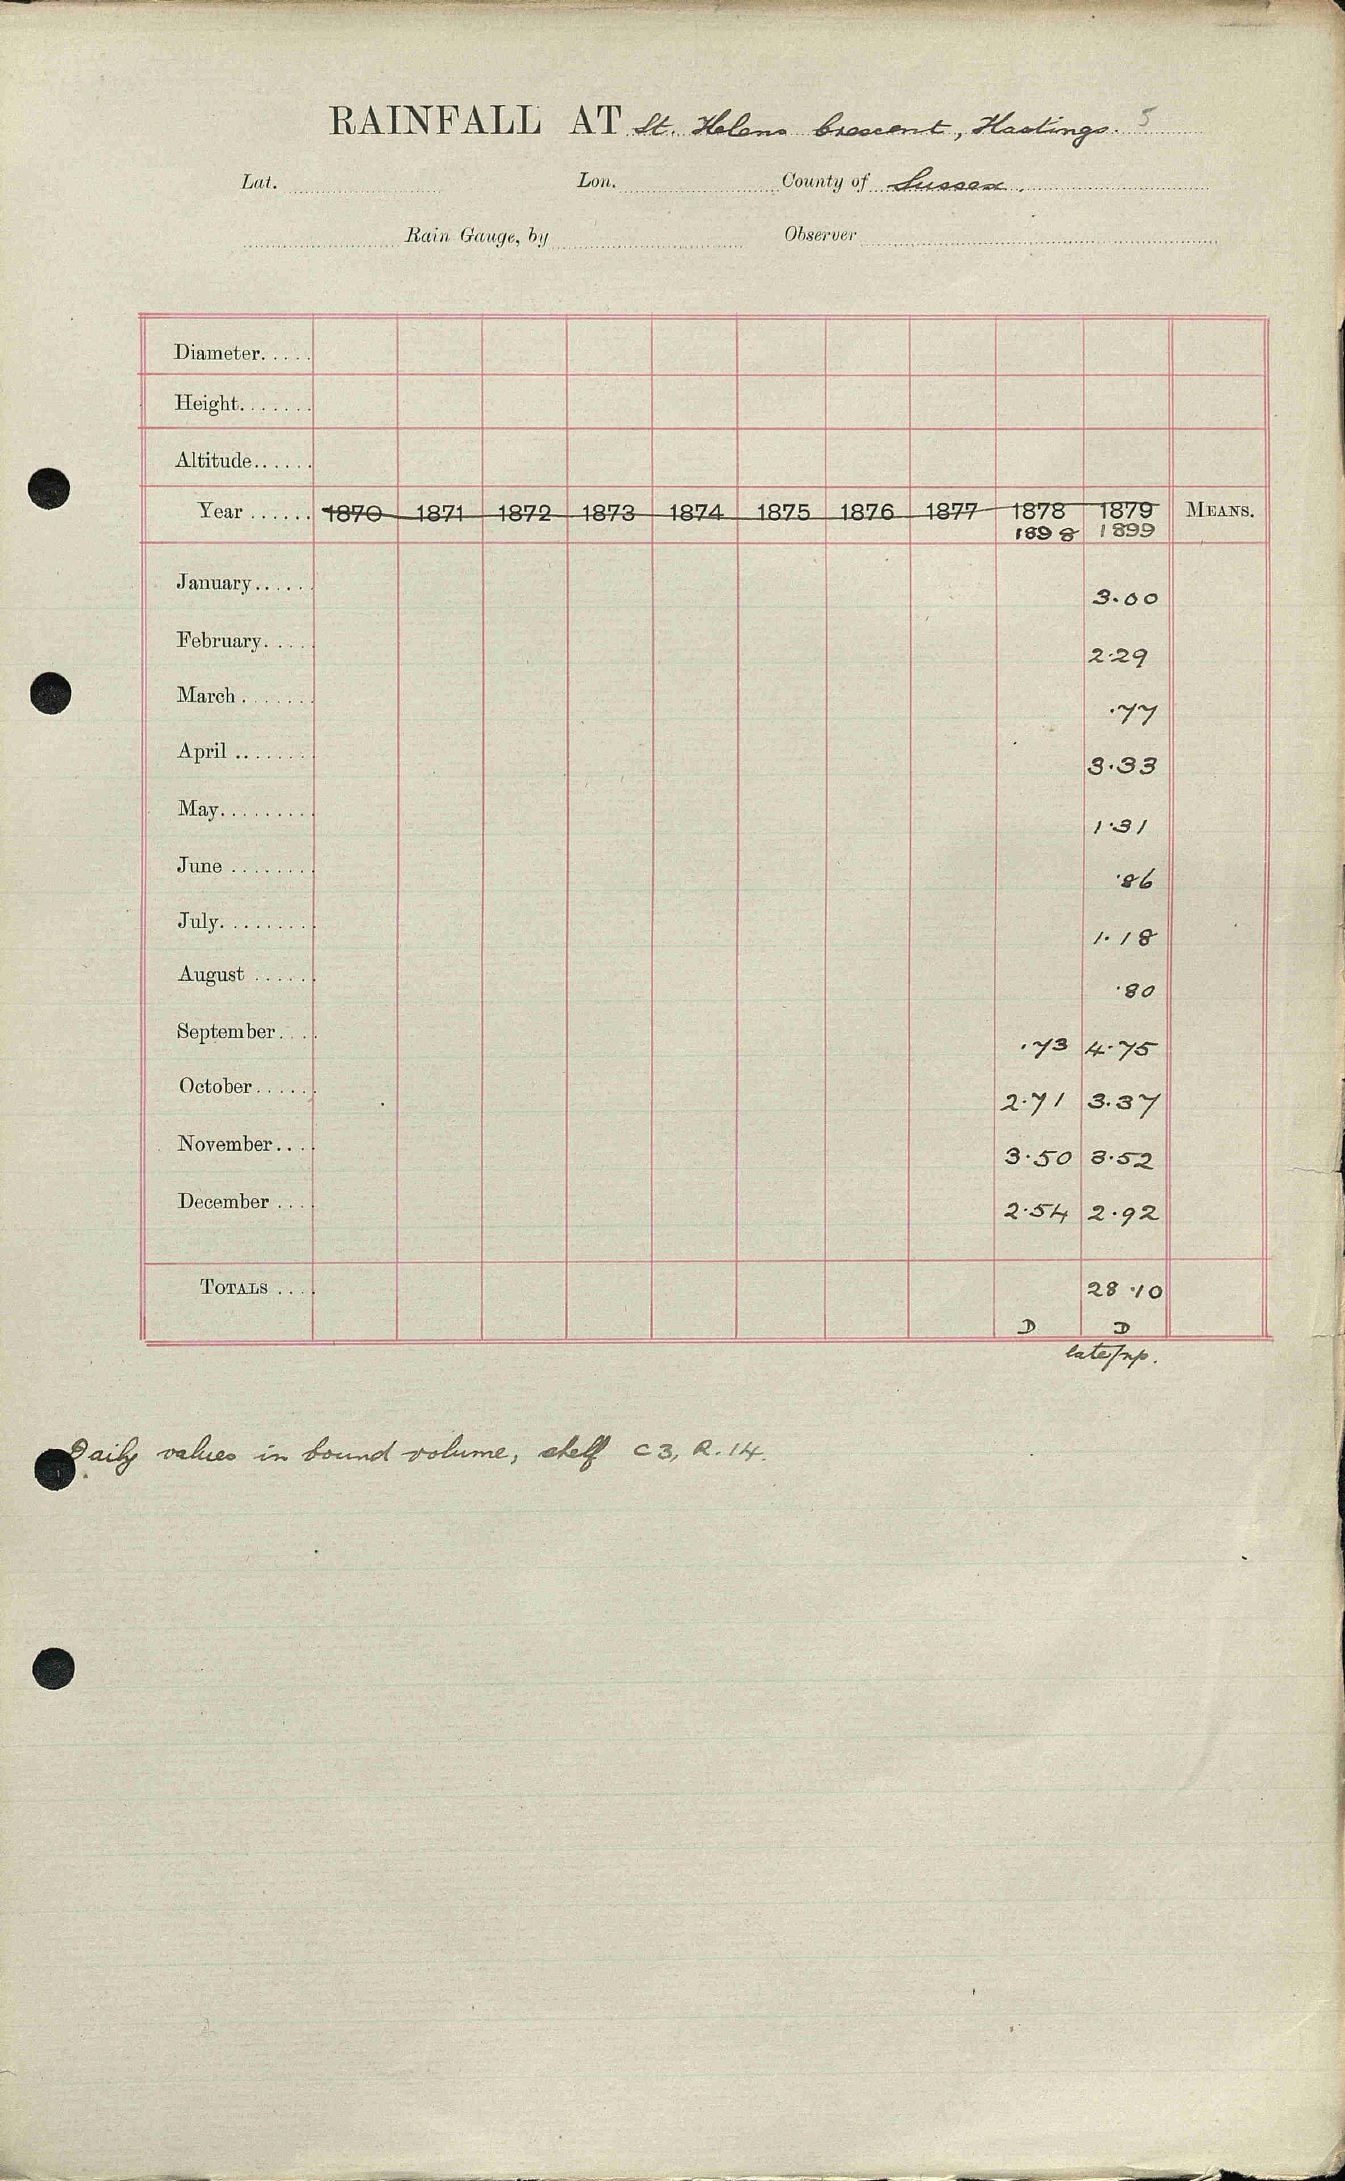 RAINFALL AT St. Helens Crescent, Hastings. 5
Lat. Lon. County of Sussex.
Rain Gauge, by Observer
Diameter.....
Height.......
Altitude......
Year ...... 1870 1871 1872 1873 1874 1875 1876 1877 1878 1879 MEANS.
1898 1899
January...... 3.00
February..... 2.29
March ....... .77
April ........ 3.33
May......... 1.31
June ........ .86
July......... 1.18
August ...... .80
September.... .73 4.75
October...... 2.71 3.37
November.... 3.50 3.52
December .... 2.54 2.92
TOTALS .... 28.10
D D
late/np.
Daily values in bound volume, shelf C3, R.14.